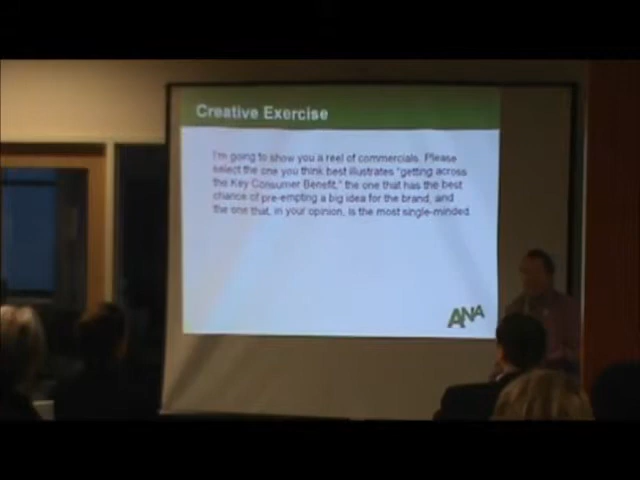 Creative Exercise
I'm going to show you a reel of commercials. Please
select the one you think best illustrates "getting across
the Key Consumer Benefit," the one that has the best
chance of pre-empting a big idea for the brand, and
the one that, in your opinion, is the most single-minded.
ANA